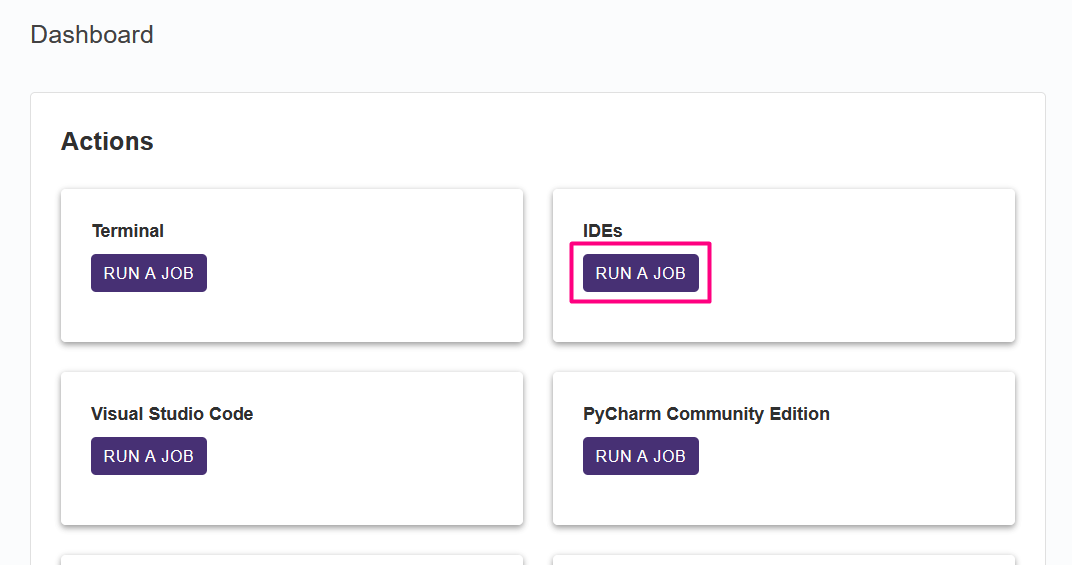 Dashboard
Actions
Terminal
RUN A JOB
IDEs
RUN A JOB
Visual Studio Code
RUN A JOB
PyCharm Community Edition
RUN A JOB